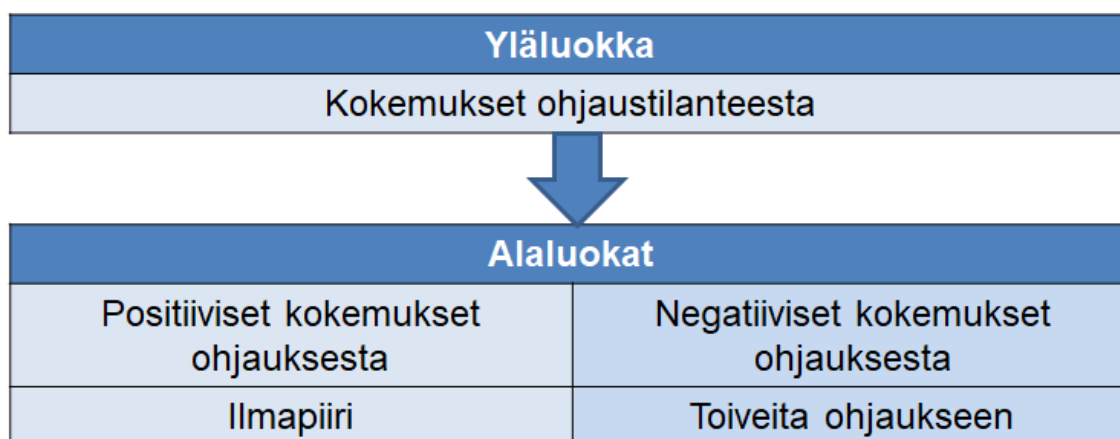 Yläluokka
Kokemukset ohjaustilanteesta
Alaluokat
Positiiviset kokemukset
ohjauksesta
Negatiiviset kokemukset
ohjauksesta
Ilmapiiri
Toiveita ohjaukseen